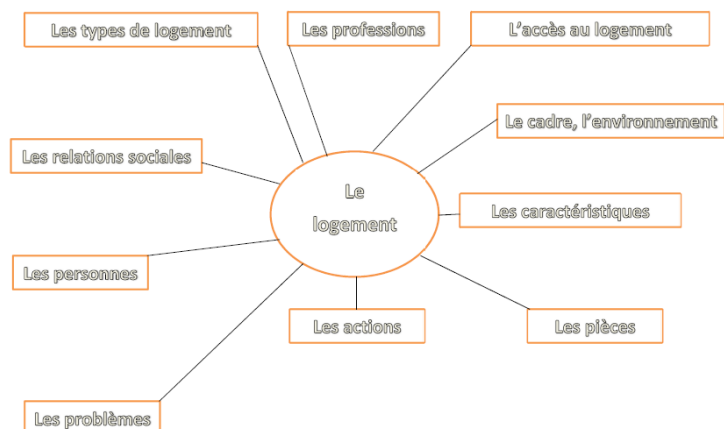 Les types de logement
Les professions
L'accès au logement
Le cadre, l'environnement
Les relations sociales
Le
logement
Les caractéristiques
Les personnes
Les actions
Les pièces
Les problèmes